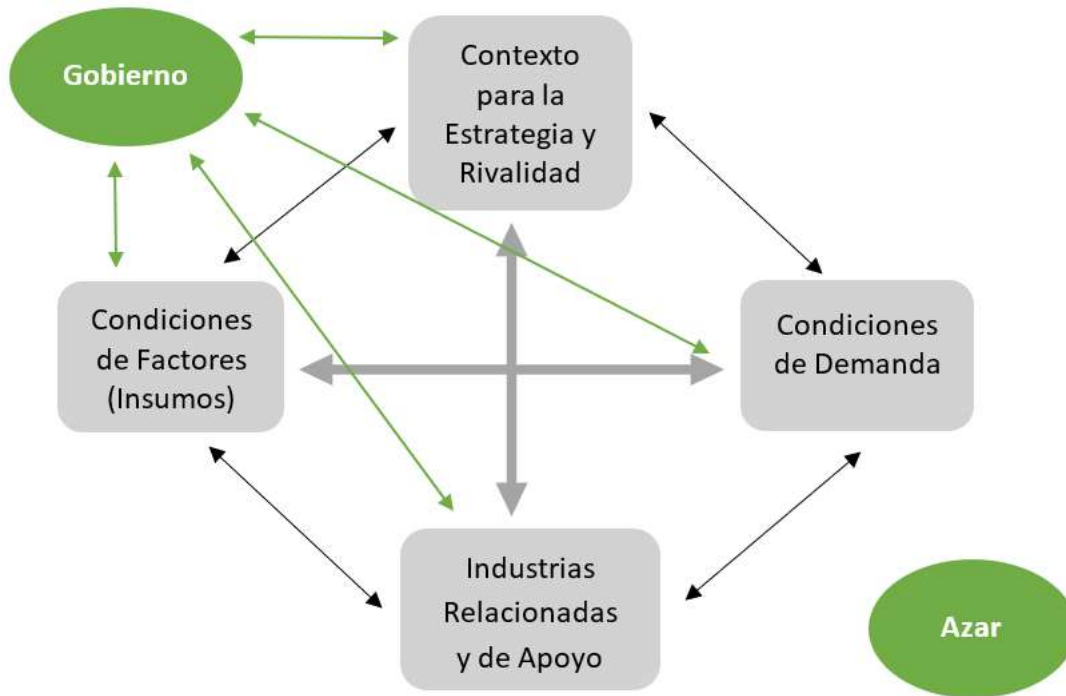 Gobierno
Contexto
para la
Estrategia y
Rivalidad
Condiciones
de Factores
(Insumos)
Condiciones
de Demanda
Industrias
Relacionadas
y de Apoyo
Azar